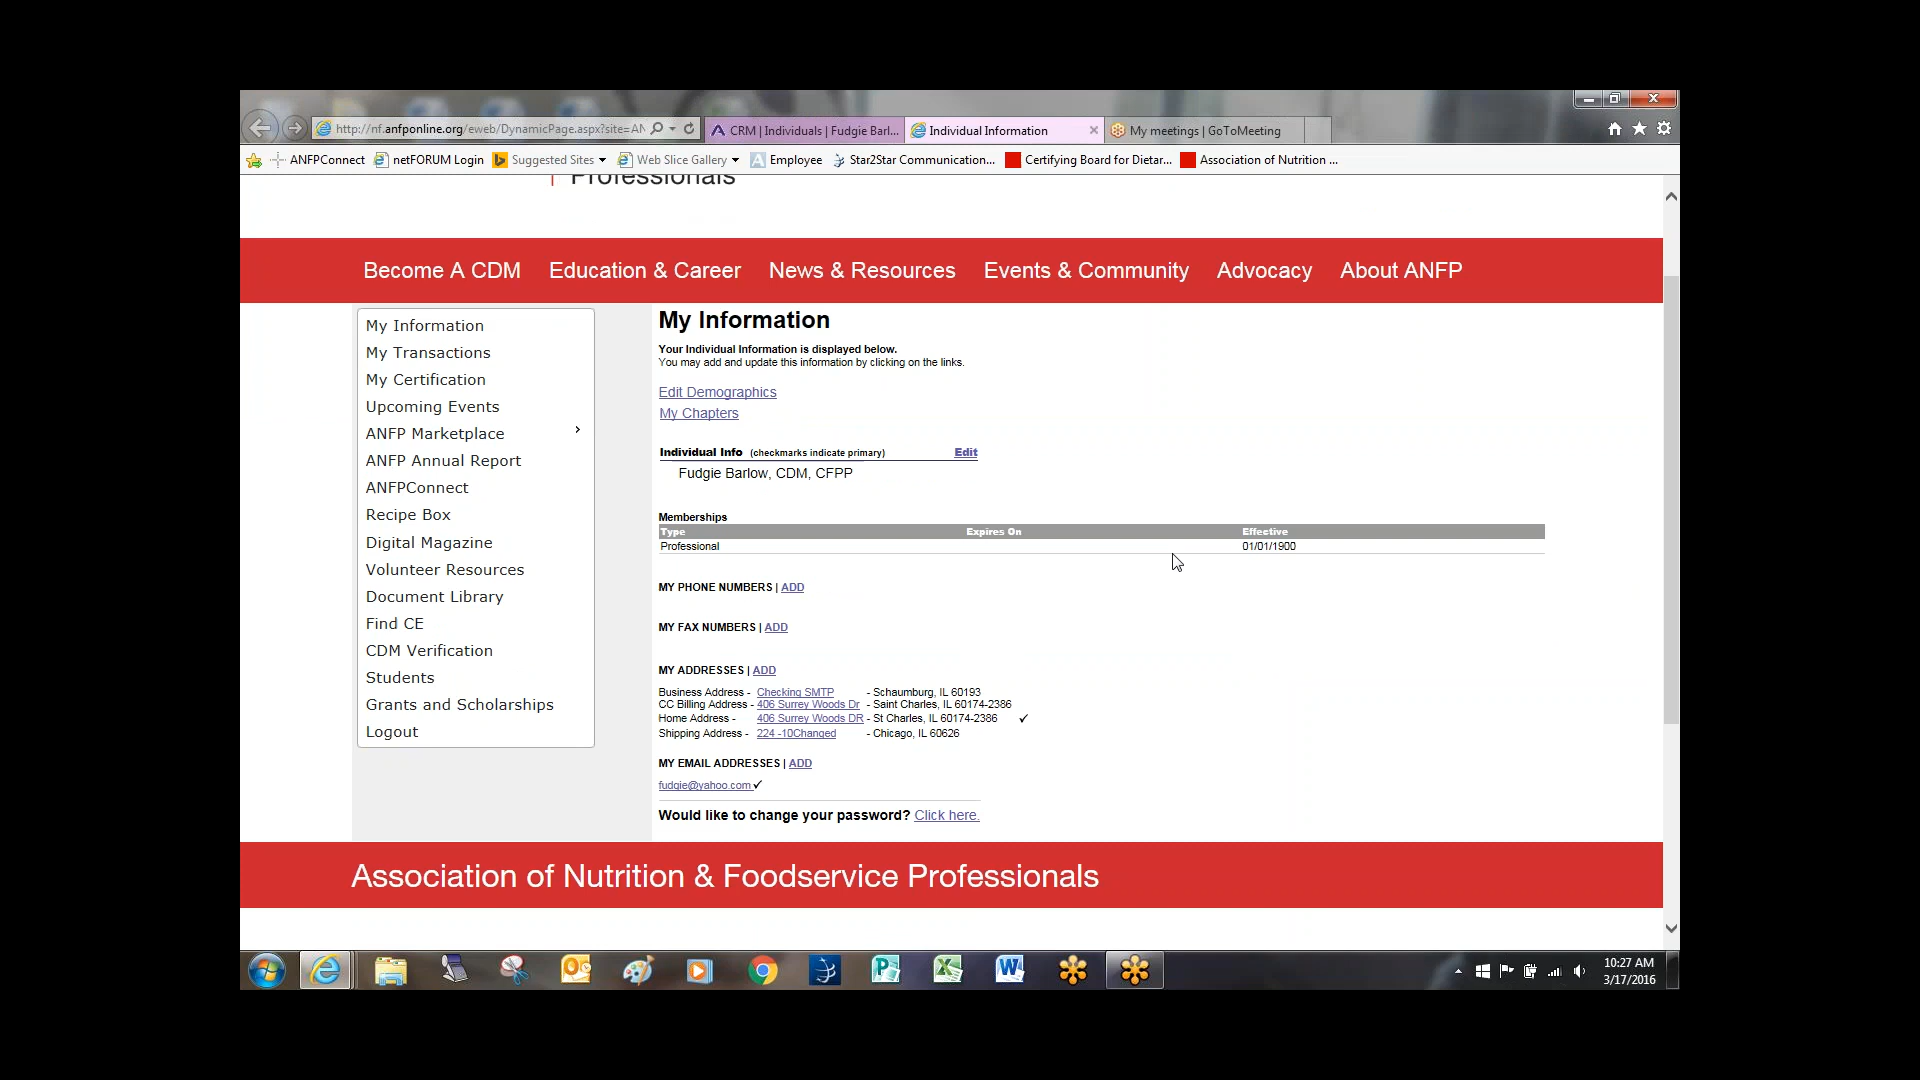 http://nf.anfponline.org/eweb/DynamicPage.aspx?site=AN
CRM | Individuals | Fudgie Barl...
Individual Information
My meetings | GoToMeeting
ANFPConnect
netFORUM Login
Suggested Sites
Web Slice Gallery
Employee
Star2Star Communication...
Certifying Board for Dietar...
Association of Nutrition ...
Professionals
Become A CDM
Education & Career
News & Resources
Events & Community
Advocacy
About ANFP
My Information
My Transactions
My Certification
Upcoming Events
ANFP Marketplace
ANFP Annual Report
ANFPConnect
Recipe Box
Digital Magazine
Volunteer Resources
Document Library
Find CE
CDM Verification
Students
Grants and Scholarships
Logout
My Information
Your Individual Information is displayed below.
You may add and update this information by clicking on the links.
Edit Demographics
My Chapters
Individual Info (checkmarks indicate primary) Edit
Fudgie Barlow, CDM, CFPP
Memberships
Type Expires On Effective
Professional 01/01/1900
MY PHONE NUMBERS | ADD
MY FAX NUMBERS | ADD
MY ADDRESSES | ADD
Business Address - Checking SMTP - Schaumburg, IL 60193
CC Billing Address - 406 Surrey Woods Dr - Saint Charles, IL 60174-2386
Home Address - 406 Surrey Woods DR - St Charles, IL 60174-2386 ✓
Shipping Address - 224 -10Changed - Chicago, IL 60626
MY EMAIL ADDRESSES | ADD
fudgie@yahoo.com ✓
Would like to change your password? Click here.
Association of Nutrition & Foodservice Professionals
10:27 AM
3/17/2016